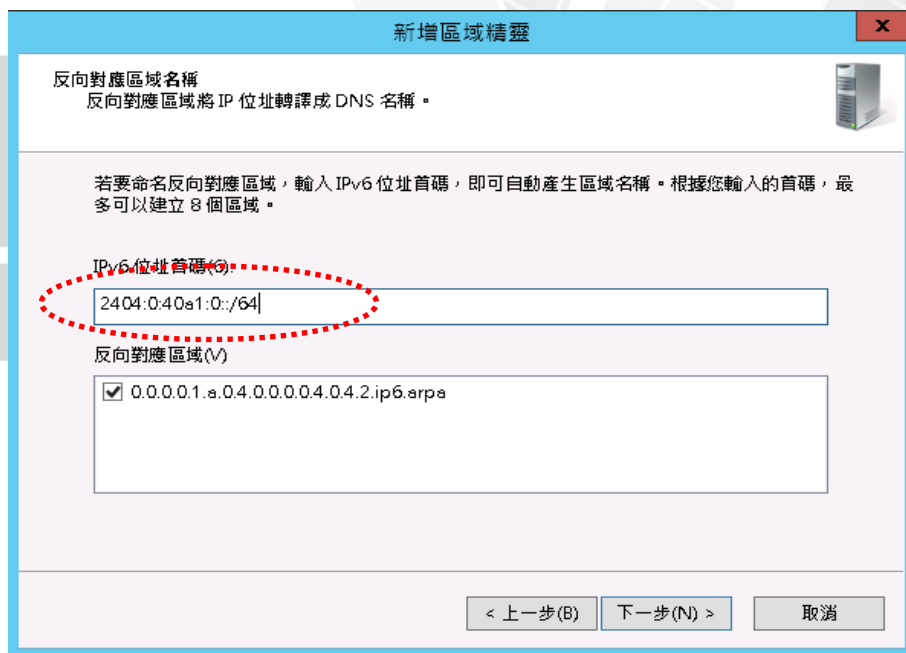 新增區域精靈
x
反向對應區域名稱
反向對應區域將 IP 位址轉譯成 DNS 名稱。
若要命名反向對應區域，輸入 IPv6 位址首碼，即可自動產生區域名稱。根據您輸入的首碼，最
多可以建立 8 個區域。
IPv6 位址首碼(6):
2404:0:40a1:0::/64
反向對應區域(V)
0.0.0.0.1.a.0.4.0.0.0.0.4.0.4.2.ip6.arpa
< 上一步(B)
下一步(N) >
取消